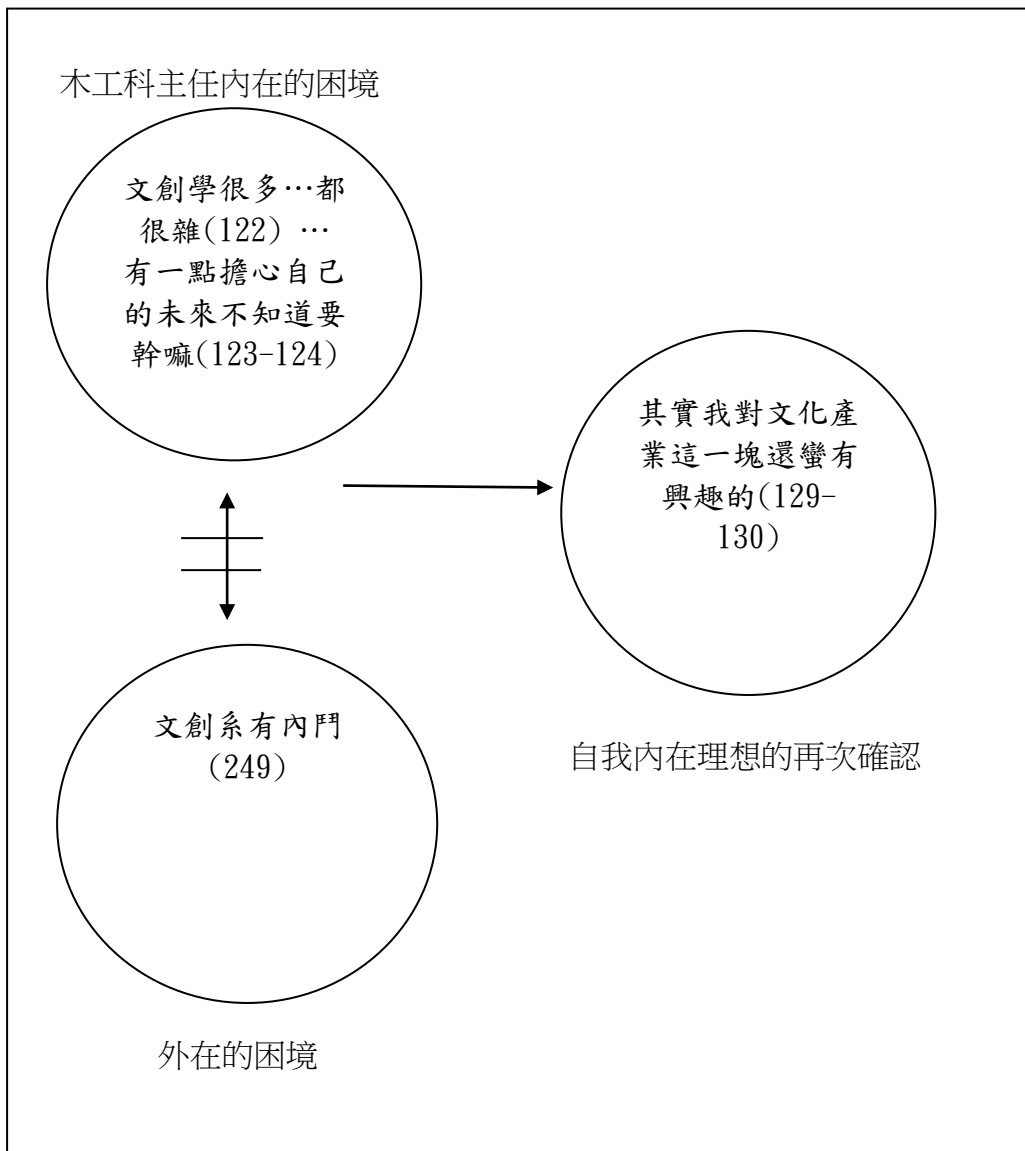 木工科主任內在的困境
文創學很多…都
很雜(122) …
有一點擔心自己
的未來不知道要
幹嘛(123-124)
其實我對文化產
業這一塊還蠻有
興趣的(129-
130)
自我內在理想的再次確認
文創系有內鬥
(249)
外在的困境